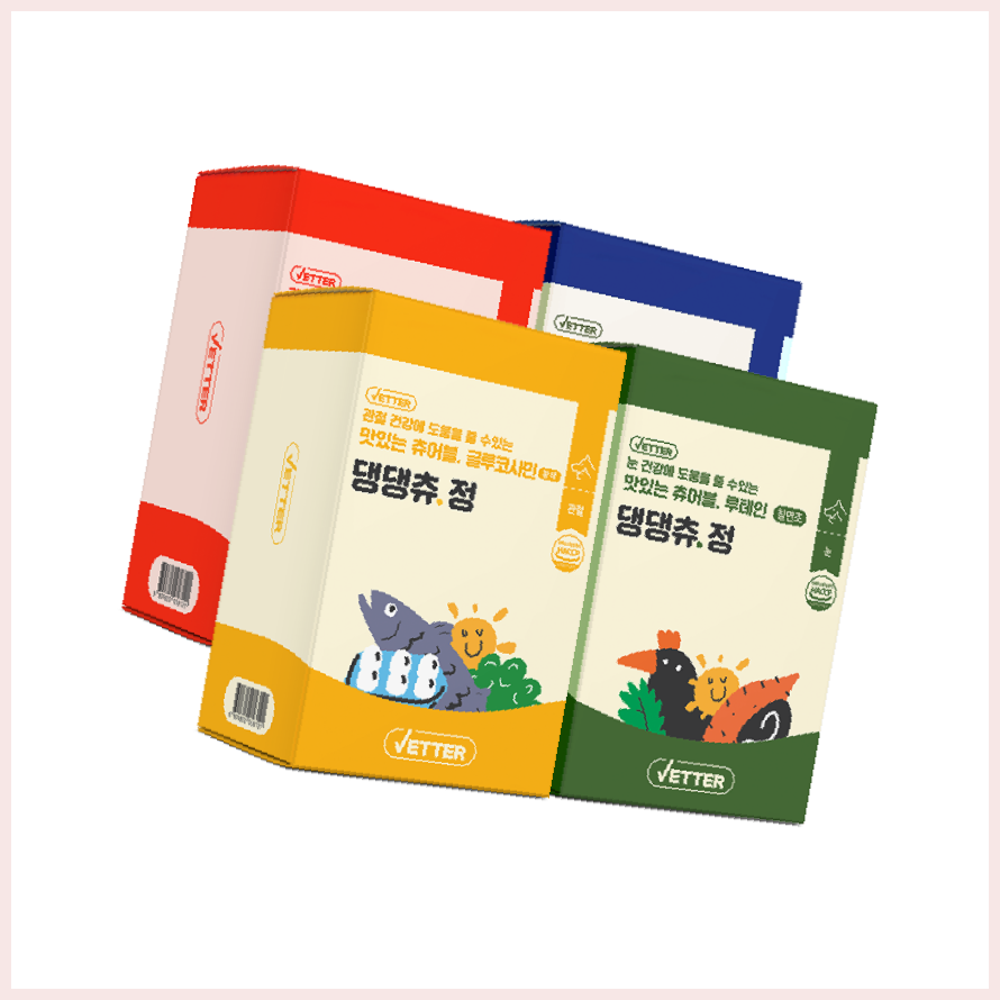 VETTER
VETTER
VETTER
VETTER
관절 건강에 도움을 줄 수있는
맛있는 츄어블. 글루코사민
댕댕츄. 정
관절
HACCP
VETTER
VETTER
VETTER
눈 건강에 도움을 줄 수있는
맛있는 츄어블. 루테인
댕댕츄. 정
눈
HACCP
VETTER